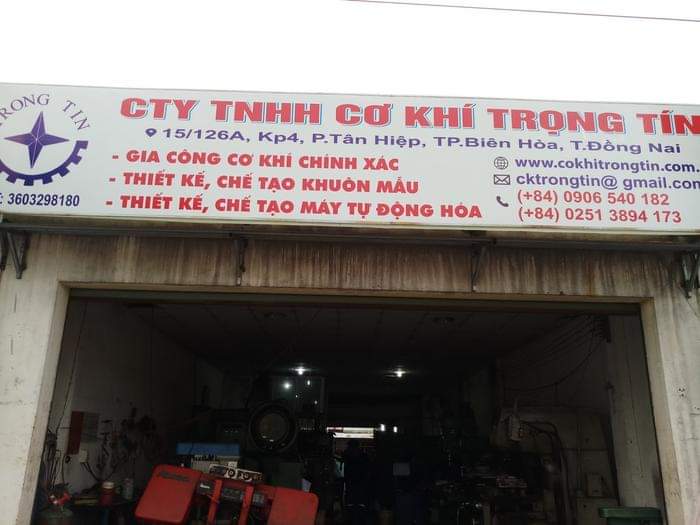 TRONG TIN
CTY TNHH CƠ KHÍ TRỌNG TÍN
15/126A, Kp4, P.Tân Hiệp, TP.Biên Hòa, T.Đồng Nai
- GIA CÔNG CƠ KHÍ CHÍNH XÁC
- THIẾT KẾ, CHẾ TẠO KHUÔN MẪU
- THIẾT KẾ, CHẾ TẠO MÁY TỰ ĐỘNG HÓA
www.cokhitrongtin.com.
cktrongtin@gmail.co
(+84) 0906 540 182
(+84) 0251 3894 173
: 3603298180